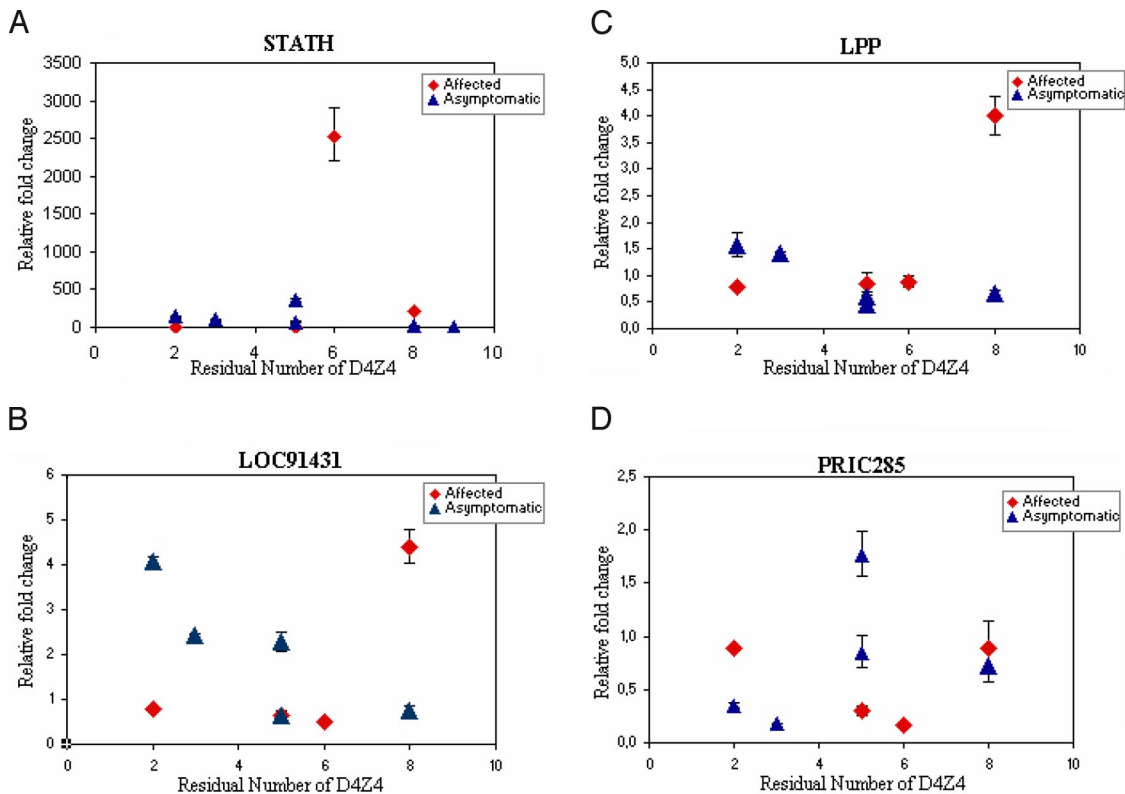 A
STATH
3500
3000
2500
2000
1500
1000
500
0
0 2 4 6 8 10
Relative fold change
Residual Number of D4Z4
Affected
Asymptomatic
C
LPP
5,0
4,5
4,0
3,5
3,0
2,5
2,0
1,5
1,0
0,5
0,0
0 2 4 6 8 10
Relative fold change
Residual Number of D4Z4
Affected
Asymptomatic
B
LOC91431
6
5
4
3
2
1
0
0 2 4 6 8 10
Relative fold change
Residual Number of D4Z4
Affected
Asymptomatic
D
PRIC285
2,5
2,0
1,5
1,0
0,5
0,0
0 2 4 6 8 10
Relative fold change
Residual Number of D4Z4
Affected
Asymptomatic